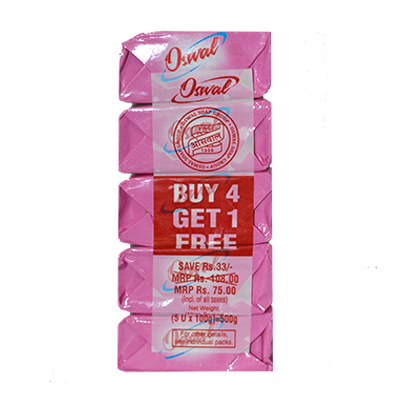 Oswal
Oswal
ओसवाल
BUY 4
GET 1
FREE
SAVE Rs.33/-
MRP Rs. 108.00
MRP Rs. 75.00
(incl. of all taxes)
Net Weight.
(5 U x 100g)=500g
For other details,
see individual packs.